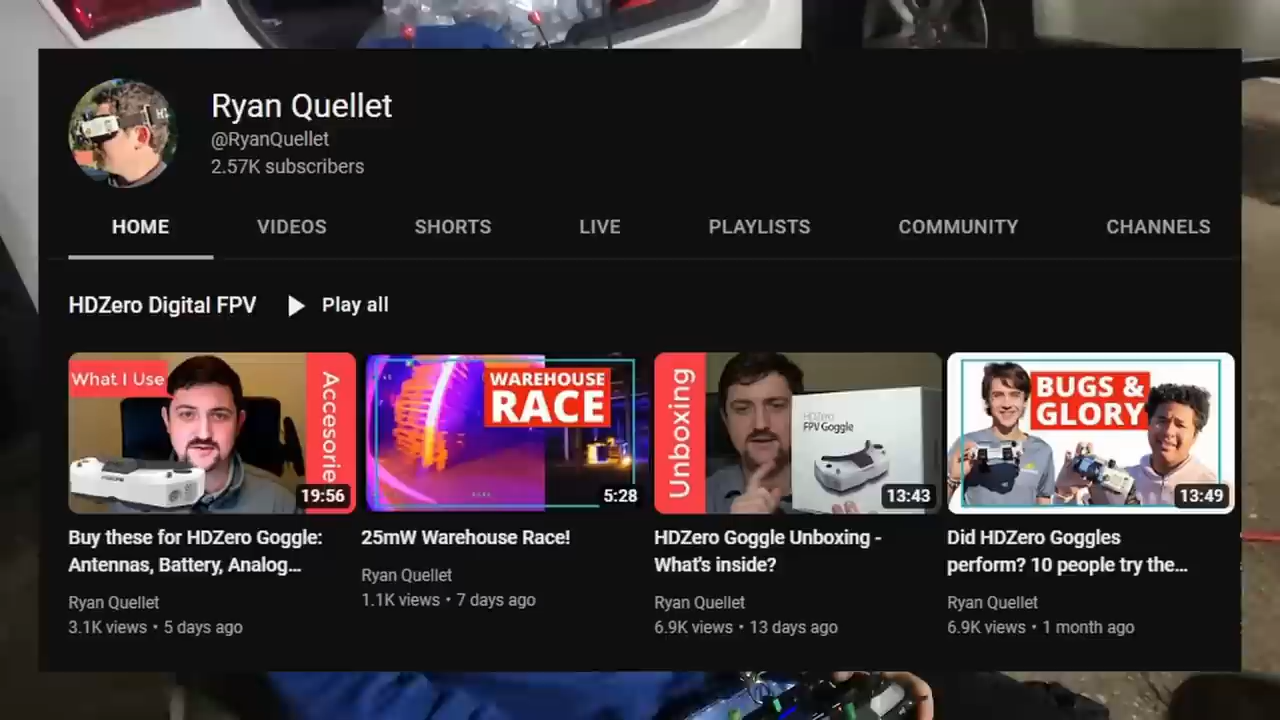 Ryan Quellet
@RyanQuellet
2.57K subscribers
HOME VIDEOS SHORTS LIVE PLAYLISTS COMMUNITY CHANNELS
HDZero Digital FPV Play all
What I Use
Accesorie
19:56
WAREHOUSE
RACE
5:28
Unboxing
HDZero
FPV Goggle
13:43
BUGS &
GLORY
13:49
Buy these for HDZero Goggle:
Antennas, Battery, Analog...
Ryan Quellet
3.1K views • 5 days ago
25mW Warehouse Race!
Ryan Quellet
1.1K views • 7 days ago
HDZero Goggle Unboxing -
What's inside?
Ryan Quellet
6.9K views • 13 days ago
Did HDZero Goggles
perform? 10 people try the...
Ryan Quellet
6.9K views • 1 month ago